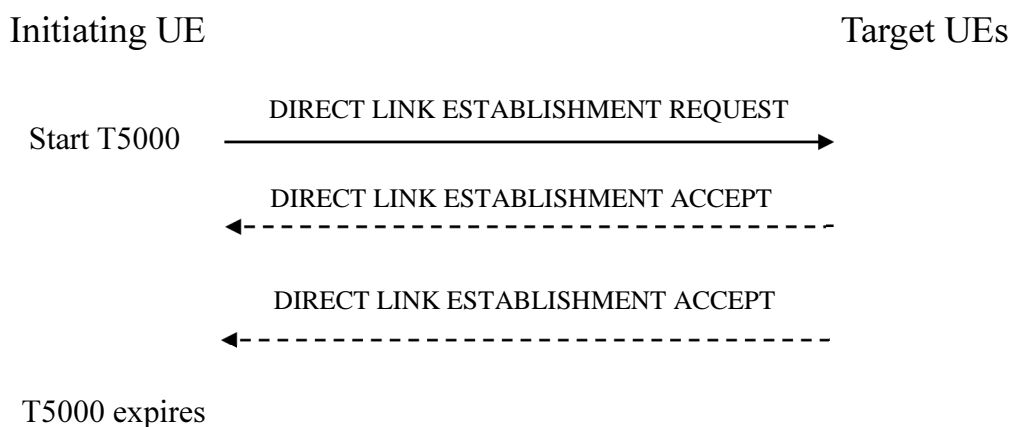 Initiating UE
Target UEs
DIRECT LINK ESTABLISHMENT REQUEST
Start T5000
DIRECT LINK ESTABLISHMENT ACCEPT
DIRECT LINK ESTABLISHMENT ACCEPT
T5000 expires